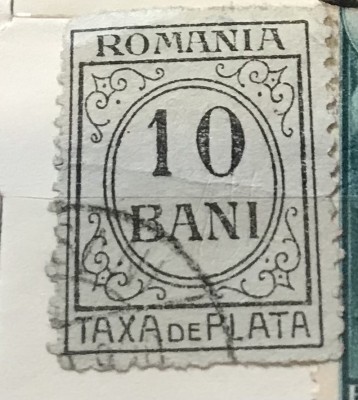 ROMANIA
10
BANI
TAXA DE PLATA